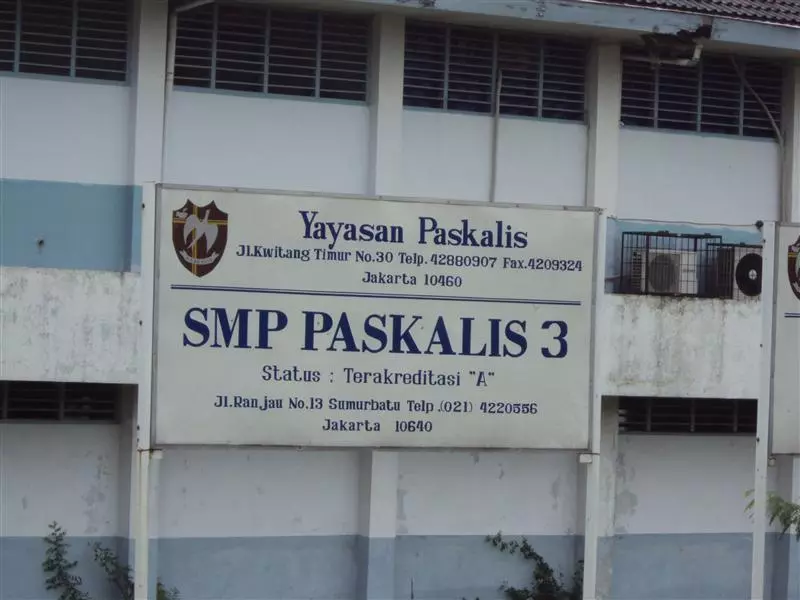 Yayasan Paskalis
Jl.Kwitang Timur No.30 Telp.42880907 Fax.4209324
Jakarta 10460
SMP PASKALIS 3
Status : Terakreditasi "A"
Jl.Ranjau No.13 Sumurbatu Telp.(021) 4220556
Jakarta 10640